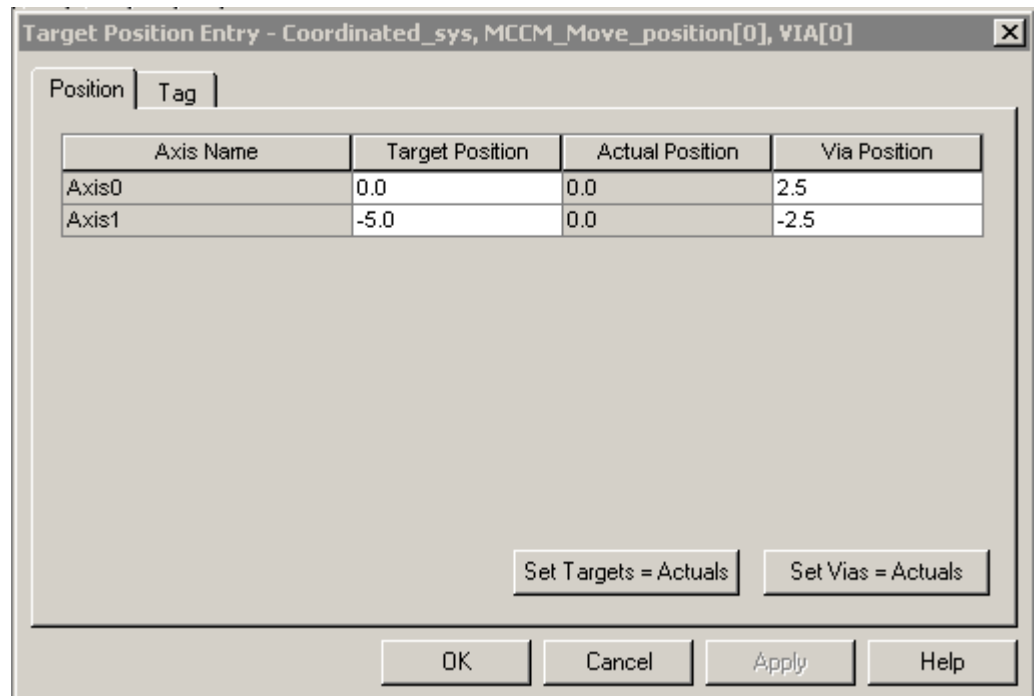 Target Position Entry - Coordinated_sys, MCCM_Move_position[0], VIA[0]
Position Tag
Axis Name Target Position Actual Position Via Position
Axis0 0.0 0.0 2.5
Axis1 -5.0 0.0 -2.5
Set Targets = Actuals Set Vias = Actuals
OK Cancel Apply Help